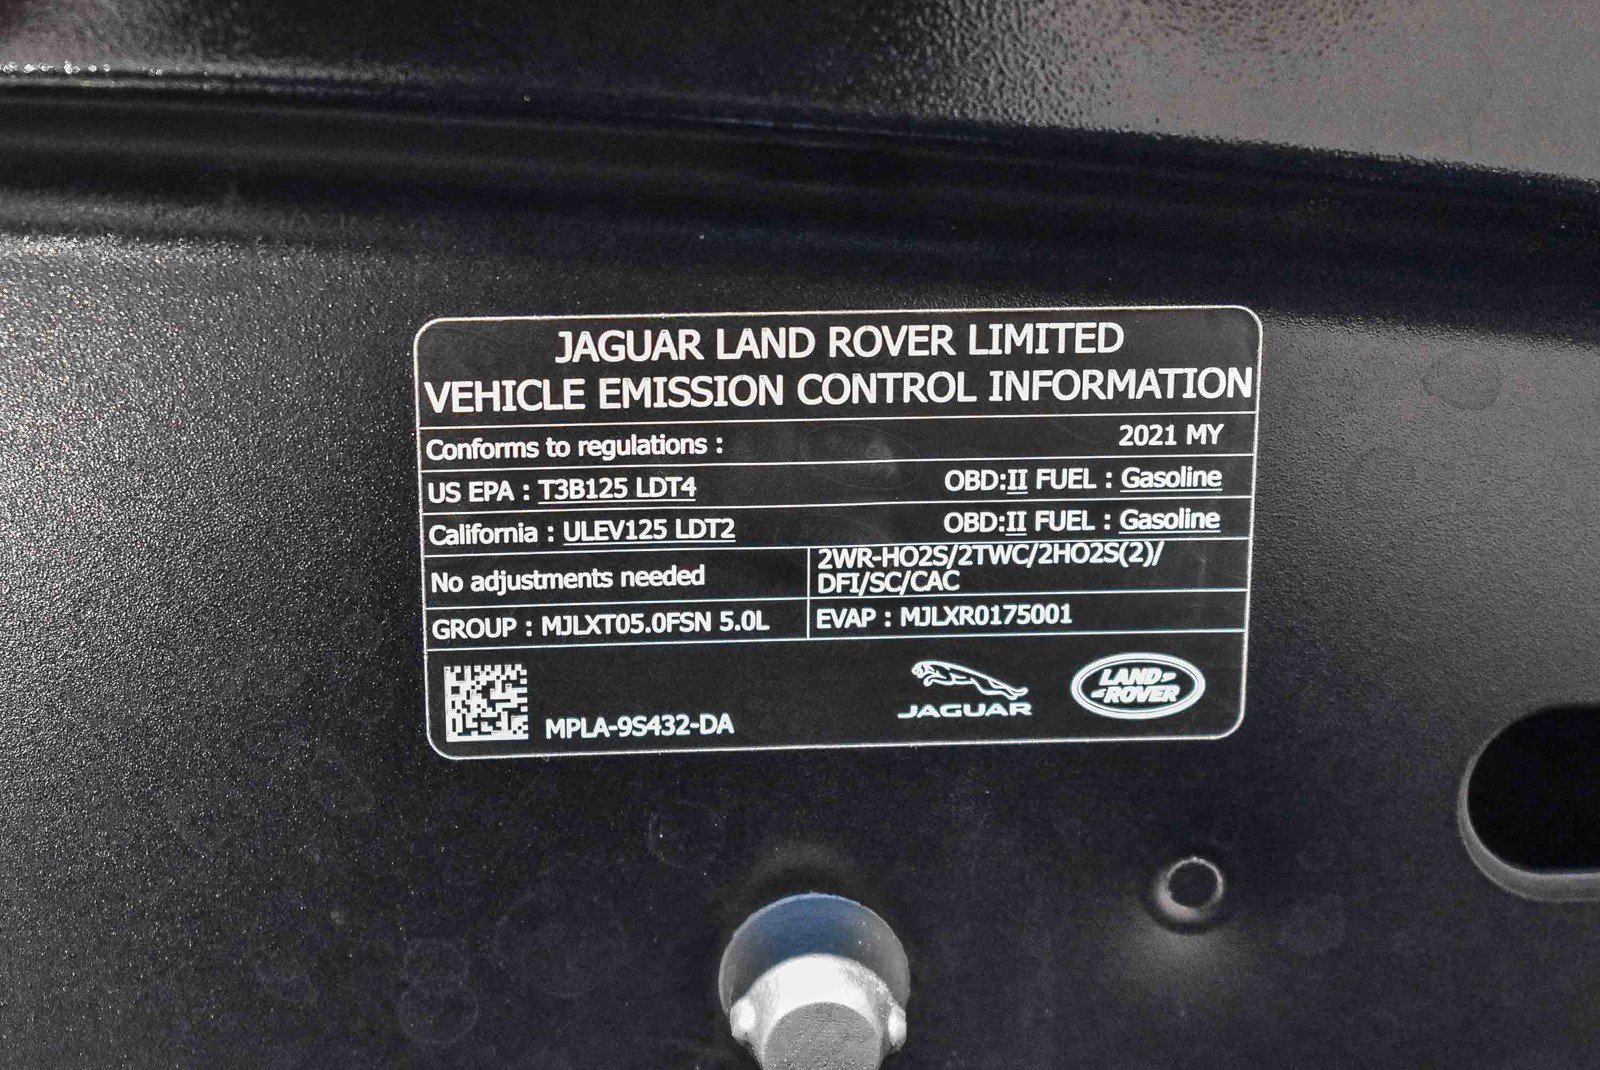 JAGUAR LAND ROVER LIMITED
VEHICLE EMISSION CONTROL INFORMATION
Conforms to regulations : 2021 MY
US EPA : T3B125 LDT4 OBD:II FUEL : Gasoline
California : ULEV125 LDT2 OBD:II FUEL : Gasoline
No adjustments needed
2WR-HO2S/2TWC/2HO2S(2)/
DFI/SC/CAC
GROUP : MJLXT05.0FSN 5.0L EVAP : MJLXR0175001
MPLA-9S432-DA
JAGUAR
LAND
ROVER